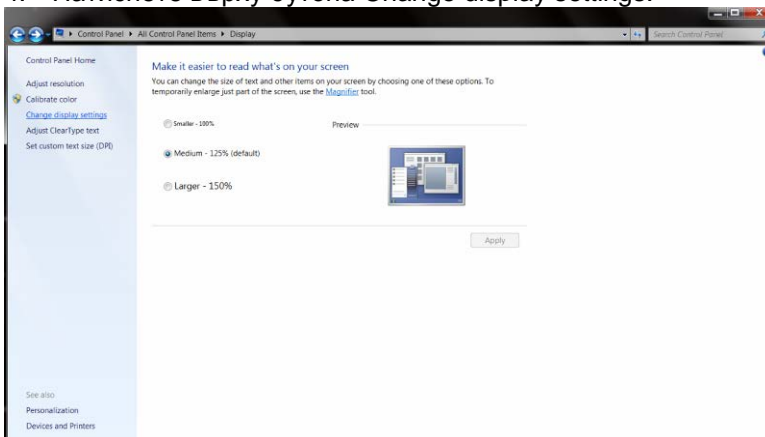 Change display settings.
Control Panel ▸ All Control Panel Items ▸ Display
Search Control Panel
Control Panel Home
Adjust resolution
Calibrate color
Change display settings
Adjust ClearType text
Set custom text size (DPI)
See also
Personalization
Devices and Printers
Make it easier to read what's on your screen
You can change the size of text and other items on your screen by choosing one of these options. To
temporarily enlarge just part of the screen, use the Magnifier tool.
Smaller - 100%
Preview
Medium - 125% (default)
Larger - 150%
Apply